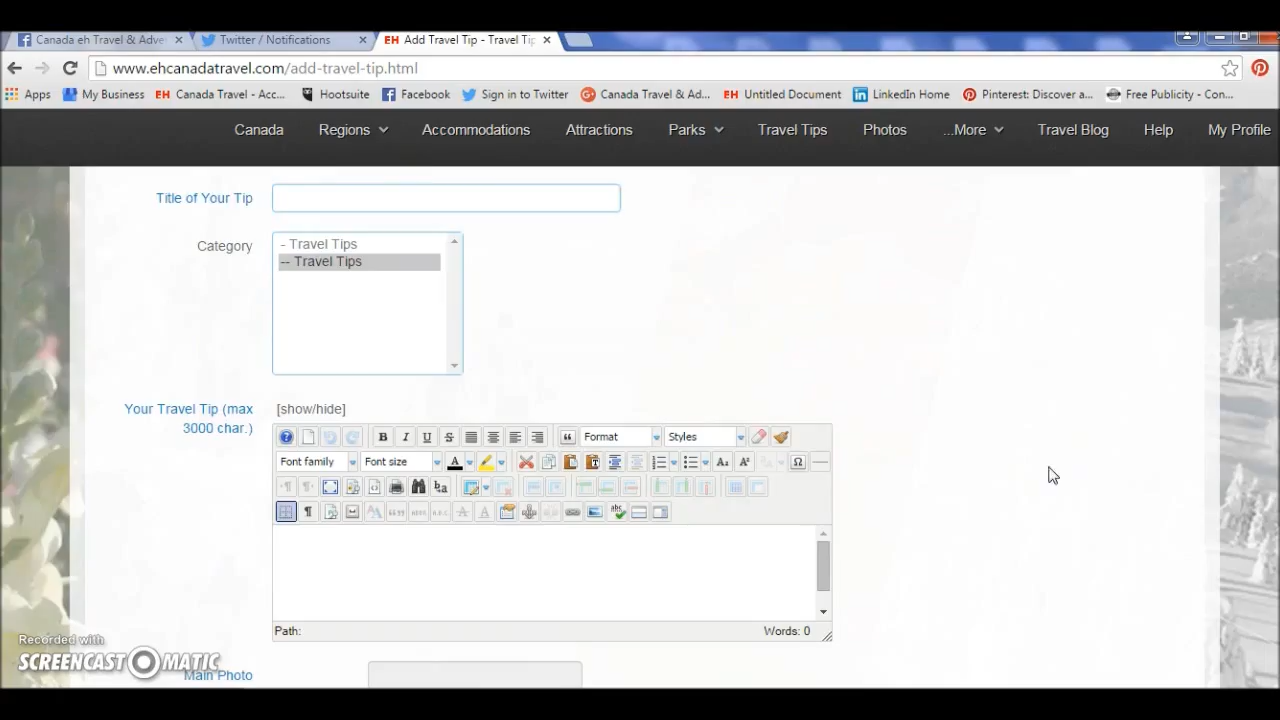 Canada eh Travel & Adve
Twitter / Notifications
EH Add Travel Tip - Travel Tip
www.ehcanadatravel.com/add-travel-tip.html
Apps
My Business
EH Canada Travel - Acc...
Hootsuite
Facebook
Sign in to Twitter
Canada Travel & Ad...
EH Untitled Document
LinkedIn Home
Pinterest: Discover a...
Free Publicity - Con...
Canada Regions Accommodations Attractions Parks Travel Tips Photos ...More Travel Blog Help My Profile
Title of Your Tip
Category
- Travel Tips
-- Travel Tips
Your Travel Tip (max
3000 char.)
[show/hide]
B I U S Format Styles
Font family Font size A
Path: Words: 0
Recorded with
SCREENCAST-O-MATIC
Main Photo